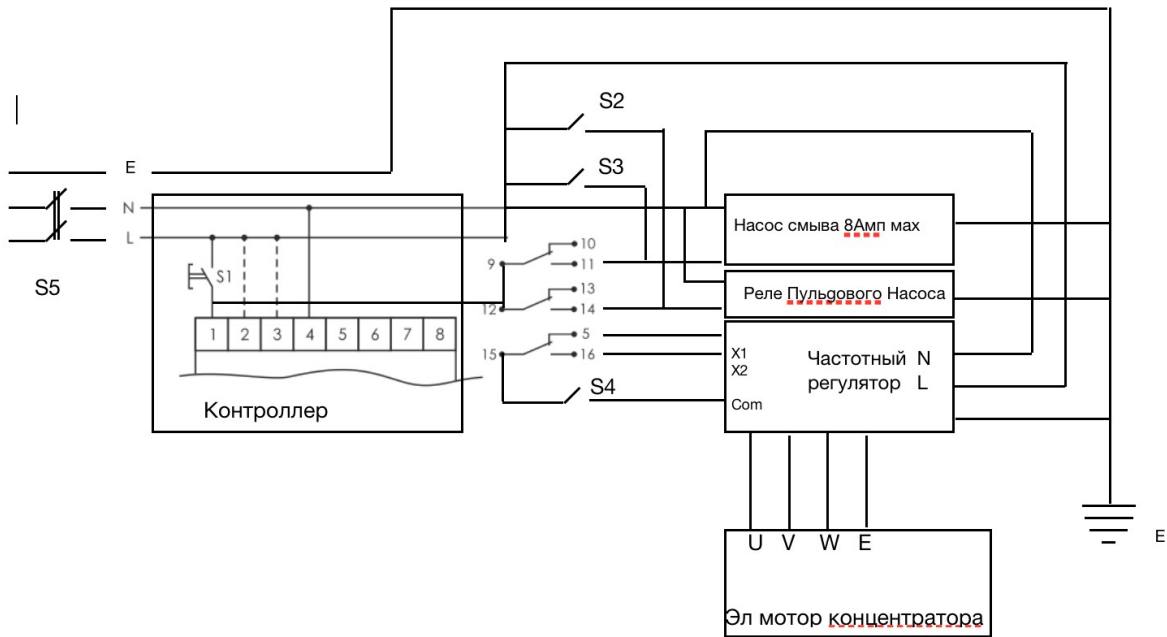 S2
S3
E
N
L
S5
S1
10
9
11
13
12
14
5
15
16
S4
1 2 3 4 5 6 7 8
Контроллер
Насос смыва 8Амп мах
Реле Пульдового Насоса
X1
X2
Com
Частотный N
регулятор L
U V W E
Эл мотор концентратора
E